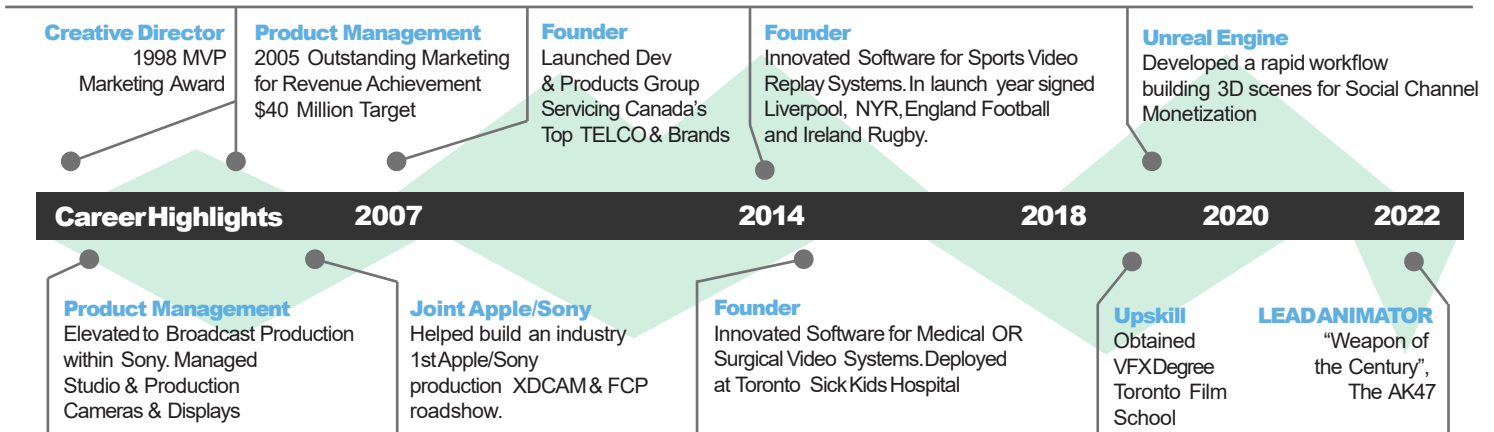 Creative Director
1998 MVP
Marketing Award
Product Management
2005 Outstanding Marketing
for Revenue Achievement
$40 Million Target
Founder
Launched Dev
& Products Group
Servicing Canada's
Top TELCO & Brands
Founder
Innovated Software for Sports Video
Replay Systems. In launch year signed
Liverpool, NYR, England Football
and Ireland Rugby.
Unreal Engine
Developed a rapid workflow
building 3D scenes for Social Channel
Monetization
Career Highlights 2007 2014 2018 2020 2022
Product Management
Elevated to Broadcast Production
within Sony. Managed
Studio & Production
Cameras & Displays
Joint Apple/Sony
Helped build an industry
1st Apple/Sony
production XDCAM & FCP
roadshow.
Founder
Innovated Software for Medical OR
Surgical Video Systems. Deployed
at Toronto SickKids Hospital
Upskill
Obtained
VFX Degree
Toronto Film
School
LEAD ANIMATOR
"Weapon of
the Century",
The AK47